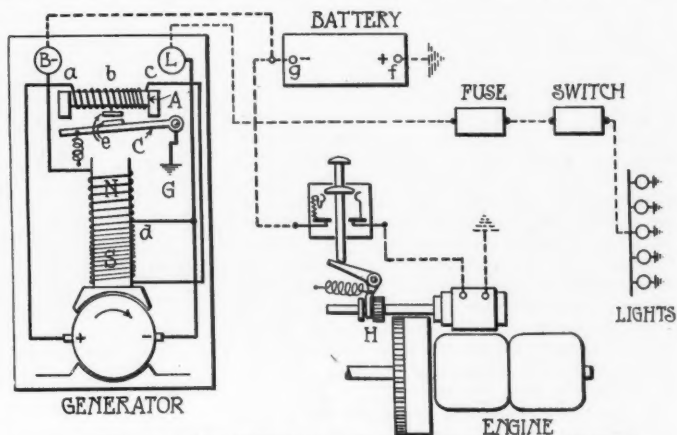 BATTERY
B-
L
a
b
c
A
e
C
G
N
d
S
+
-
GENERATOR
g
-
+
f
FUSE
SWITCH
LIGHTS
H
ENGINE